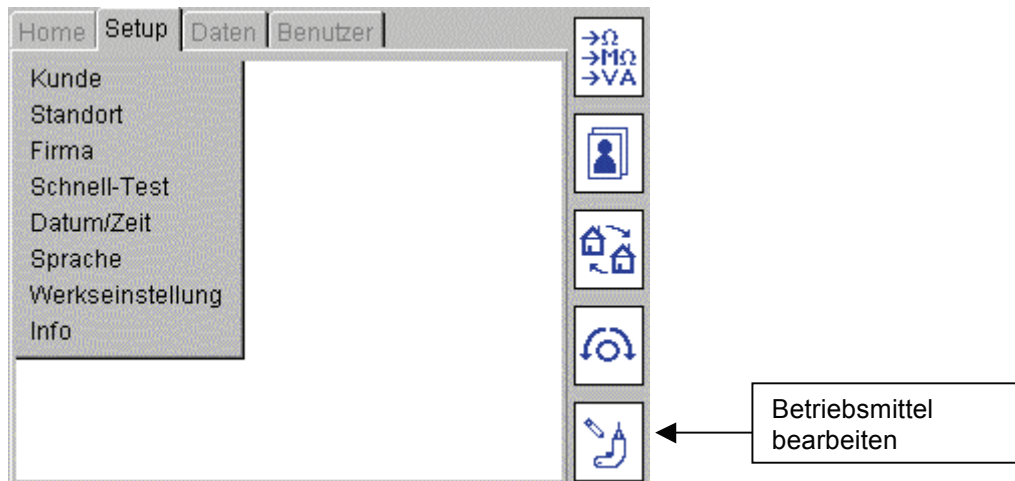 Home Setup Daten Benutzer
Kunde
Standort
Firma
Schnell-Test
Datum/Zeit
Sprache
Werkseinstellung
Info
→Ω
→MΩ
→VA
Betriebsmittel
bearbeiten